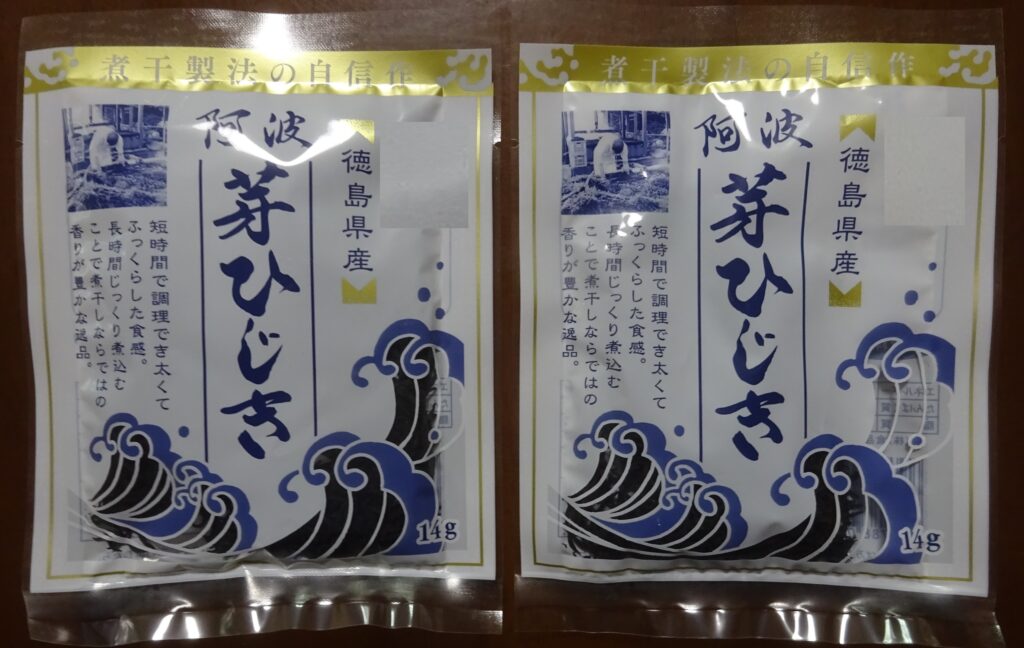 煮干製法の自信作
徳島県産
阿波
芽ひじき
短時間で調理でき太くて
ふっくらした食感。
長時間じっくり煮込む
ことで煮干しならではの
香りが豊かな逸品。
14g
煮干製法の自信作
徳島県産
阿波
芽ひじき
短時間で調理でき太くて
ふっくらした食感。
長時間じっくり煮込む
ことで煮干しならではの
香りが豊かな逸品。
14g